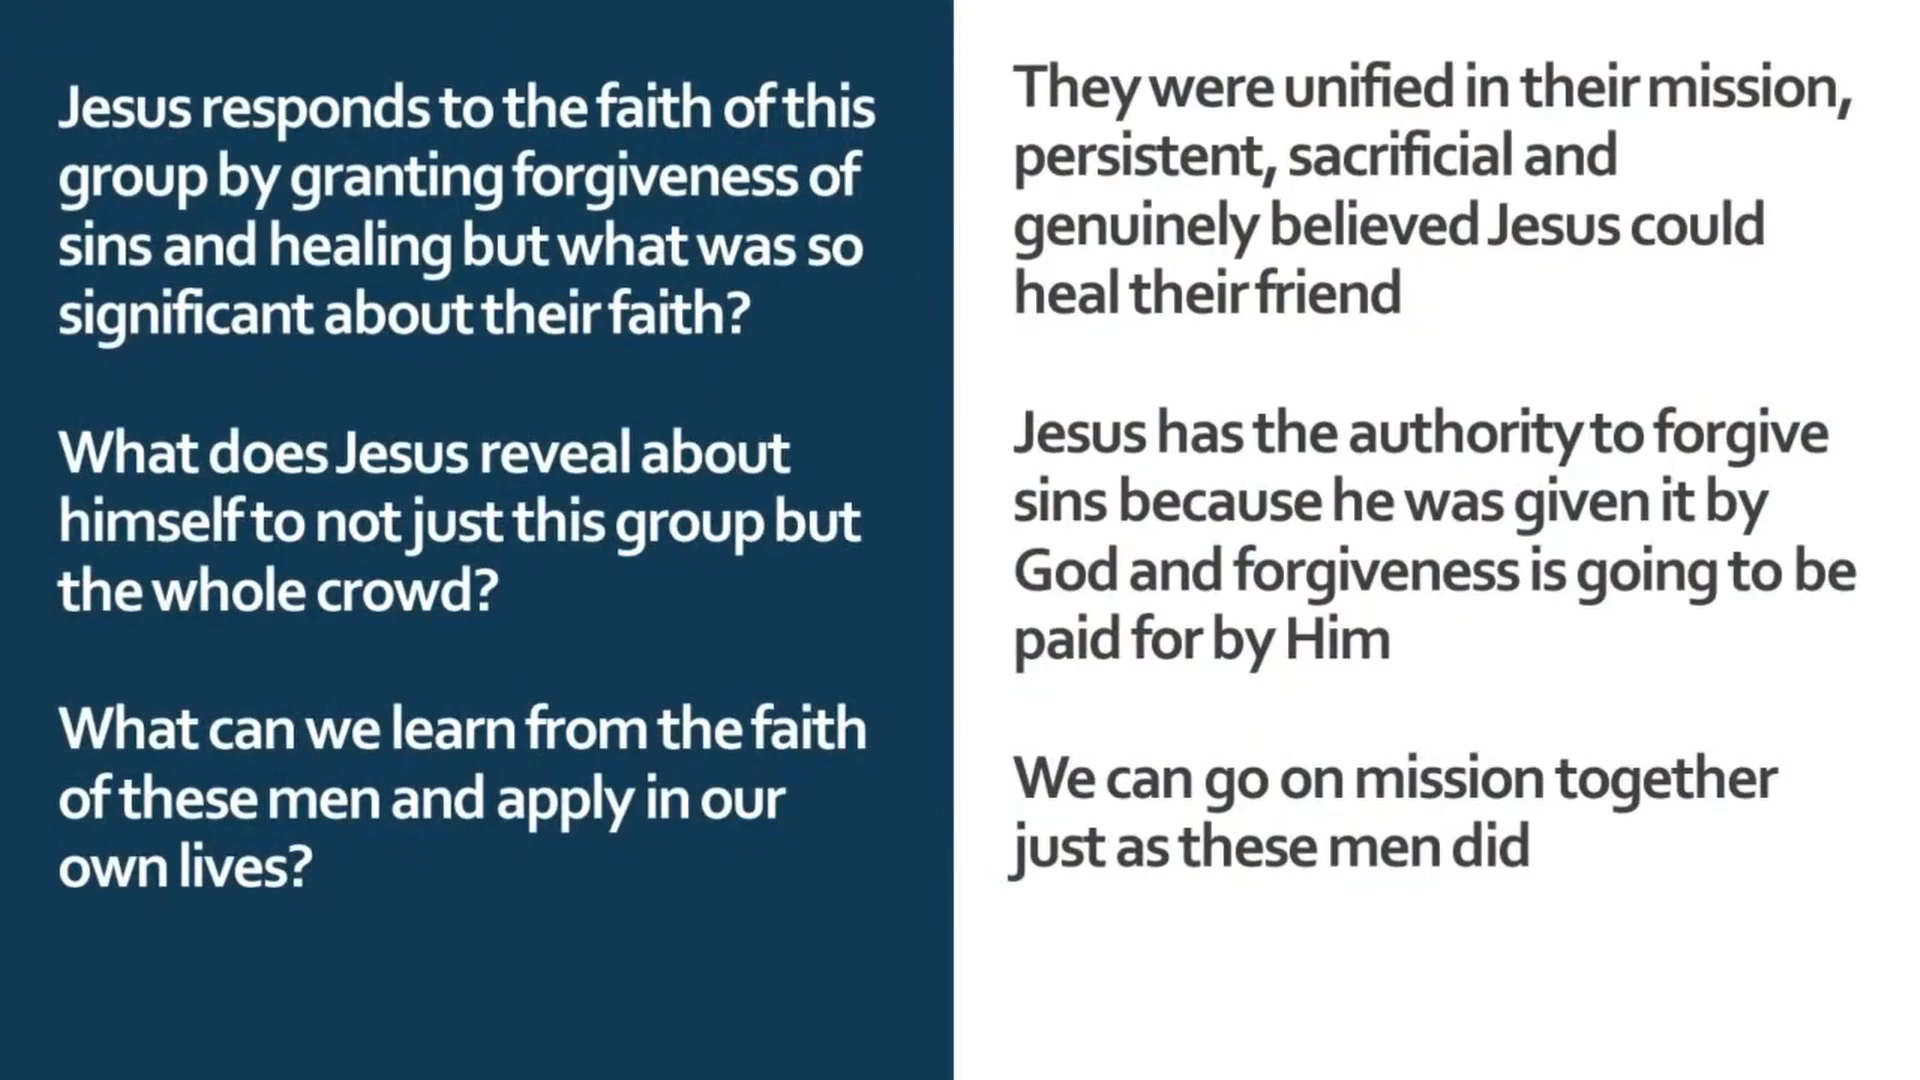 Jesus responds to the faith of this
group by granting forgiveness of
sins and healing but what was so
significant about their faith?
What does Jesus reveal about
himself to not just this group but
the whole crowd?
What can we learn from the faith
of these men and apply in our
own lives?
They were unified in their mission,
persistent, sacrificial and
genuinely believed Jesus could
heal their friend
Jesus has the authority to forgive
sins because he was given it by
God and forgiveness is going to be
paid for by Him
We can go on mission together
just as these men did